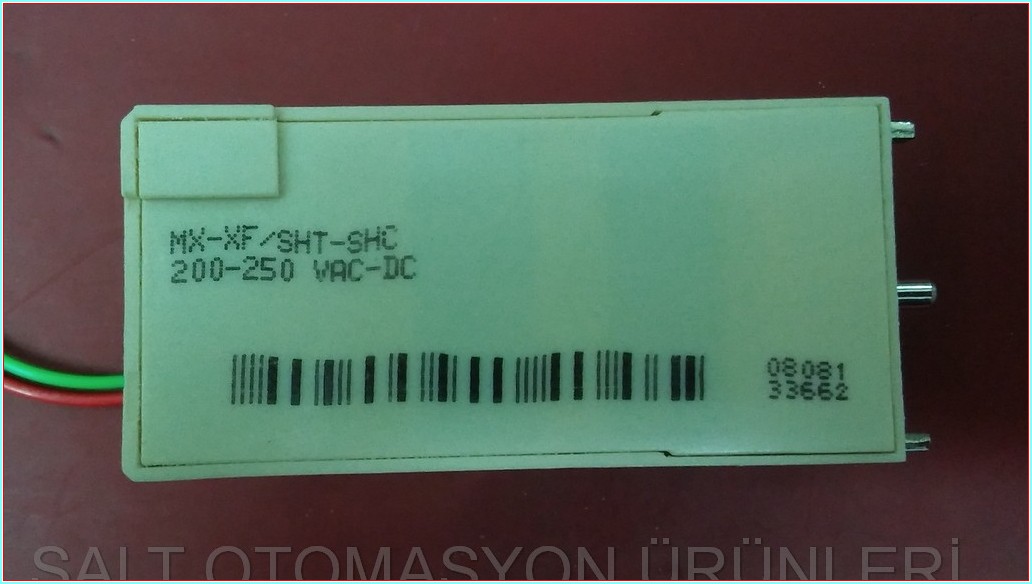 MX-XF/SHT-SHC
200-250 VAC-DC
08081
33662
SALT OTOMASYON ÜRÜNLERİ